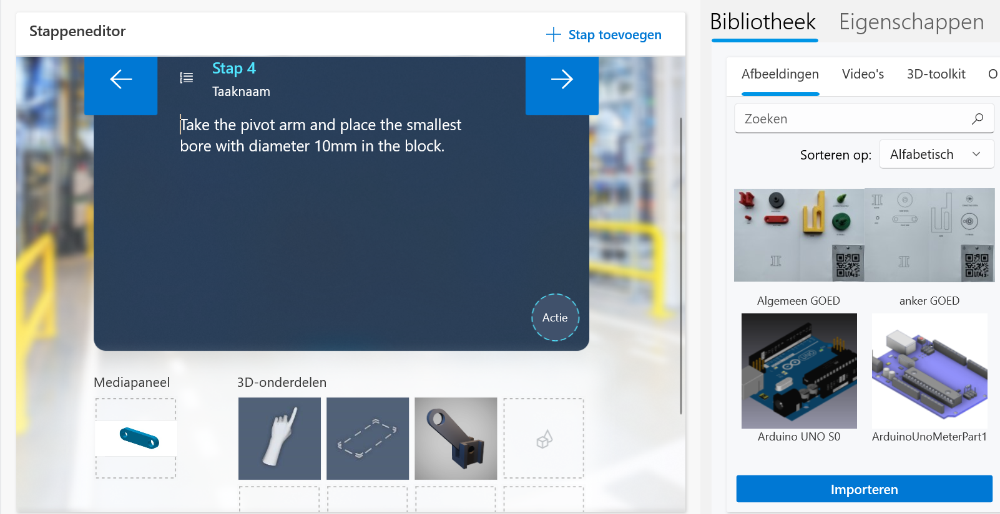 Stappeneditor
Stap toevoegen
Stap 4
Taaknaam
Take the pivot arm and place the smallest
bore with diameter 10mm in the block.
Actie
Mediapaneel
3D-onderdelen
Bibliotheek
Eigenschappen
Afbeeldingen
Video's
3D-toolkit
O
Zoeken
Sorteren op:
Alfabetisch
Algemeen GOED
anker GOED
UNO
Arduino UNO S0
ArduinoUnoMeterPart1
Importeren